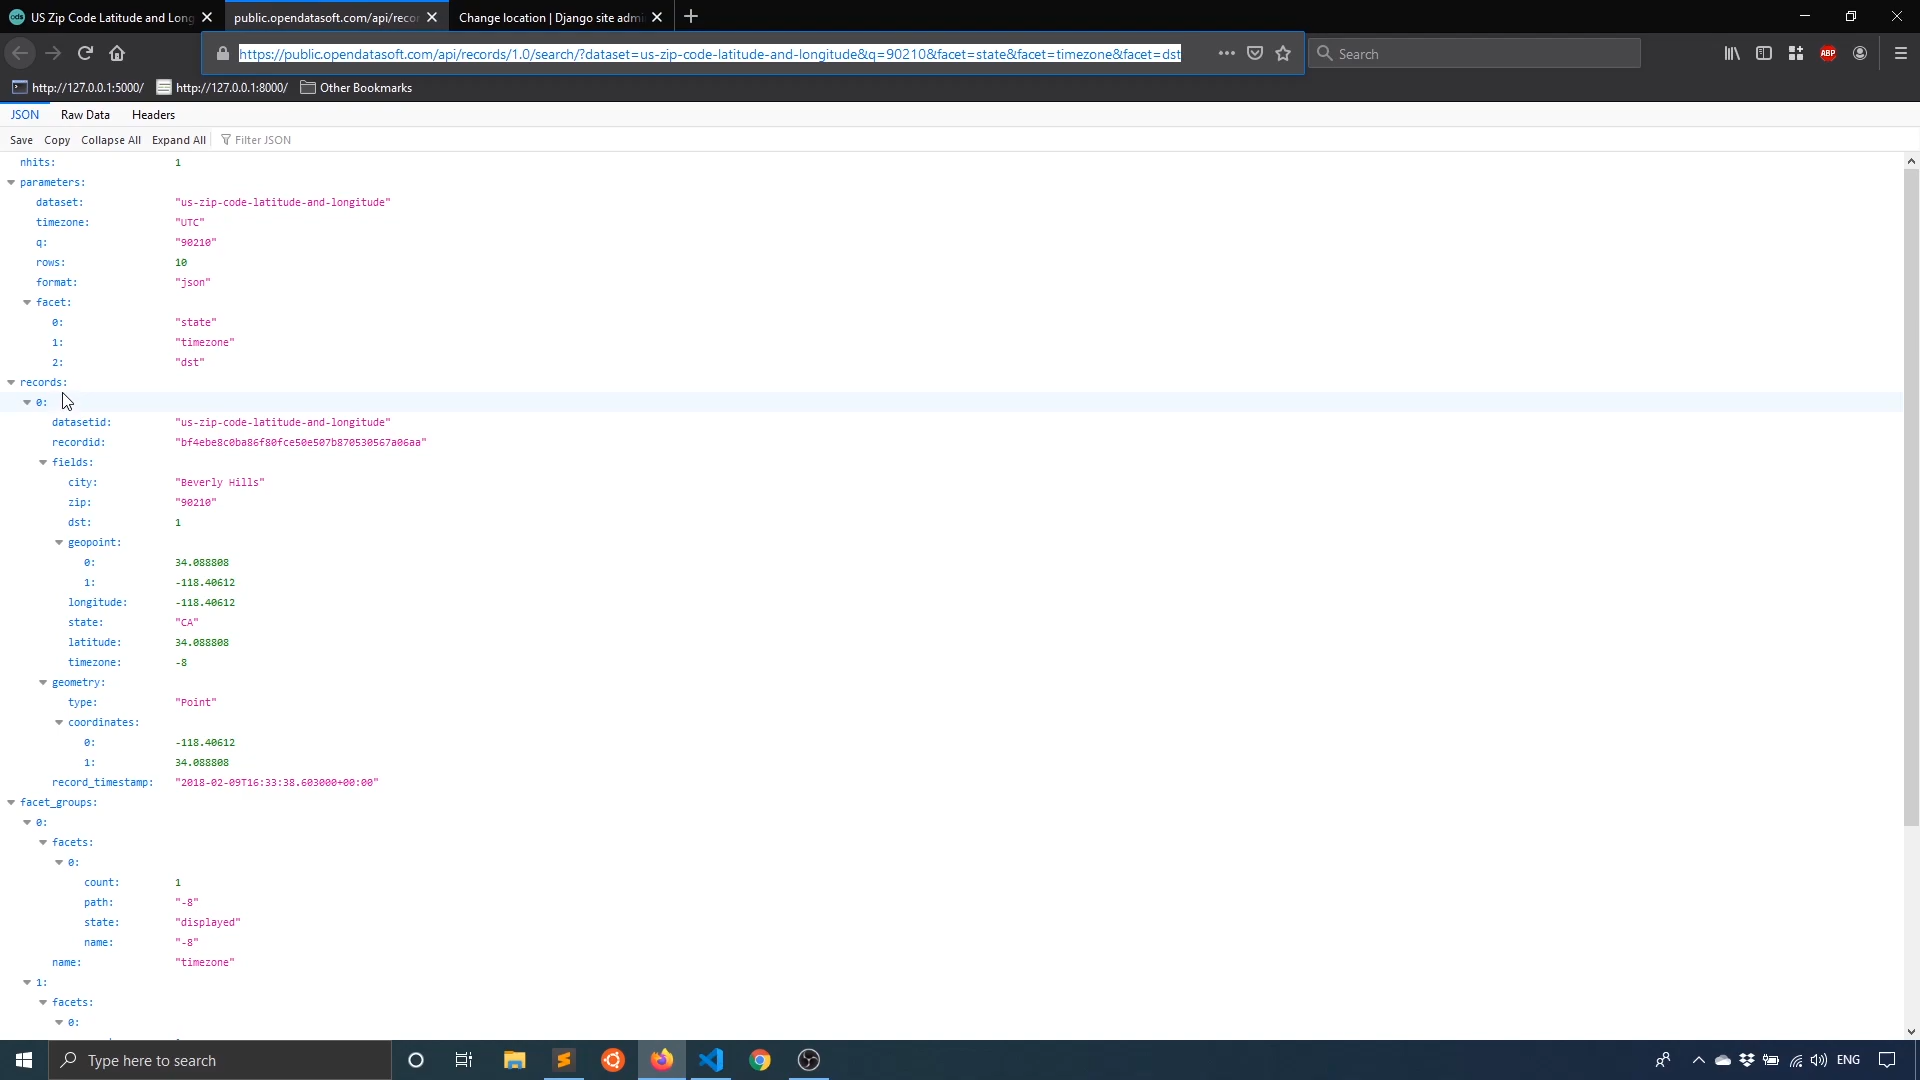 US Zip Code Latitude and Long
public.opendatasoft.com/api/recor
Change location | Django site admi
https://public.opendatasoft.com/api/records/1.0/search/?dataset=us-zip-code-latitude-and-longitude&q=90210&facet=state&facet=timezone&facet=dst
Search
ABP
http://127.0.0.1:5000/
http://127.0.0.1:8000/
Other Bookmarks
JSON
Raw Data
Headers
Save
Copy
Collapse All
Expand All
Filter JSON
nhits: 1
parameters:
dataset: "us-zip-code-latitude-and-longitude"
timezone: "UTC"
q: "90210"
rows: 10
format: "json"
facet:
0: "state"
1: "timezone"
2: "dst"
records:
0:
datasetid: "us-zip-code-latitude-and-longitude"
recordid: "bf4ebe8c0ba86f80fce50e507b870530567a06aa"
fields:
city: "Beverly Hills"
zip: "90210"
dst: 1
geopoint:
0: 34.088808
1: -118.40612
longitude: -118.40612
state: "CA"
latitude: 34.088808
timezone: -8
geometry:
type: "Point"
coordinates:
0: -118.40612
1: 34.088808
record_timestamp: "2018-02-09T16:33:38.603000+00:00"
facet_groups:
0:
facets:
0:
count: 1
path: "-8"
state: "displayed"
name: "-8"
name: "timezone"
1:
facets:
0:
Type here to search
ENG